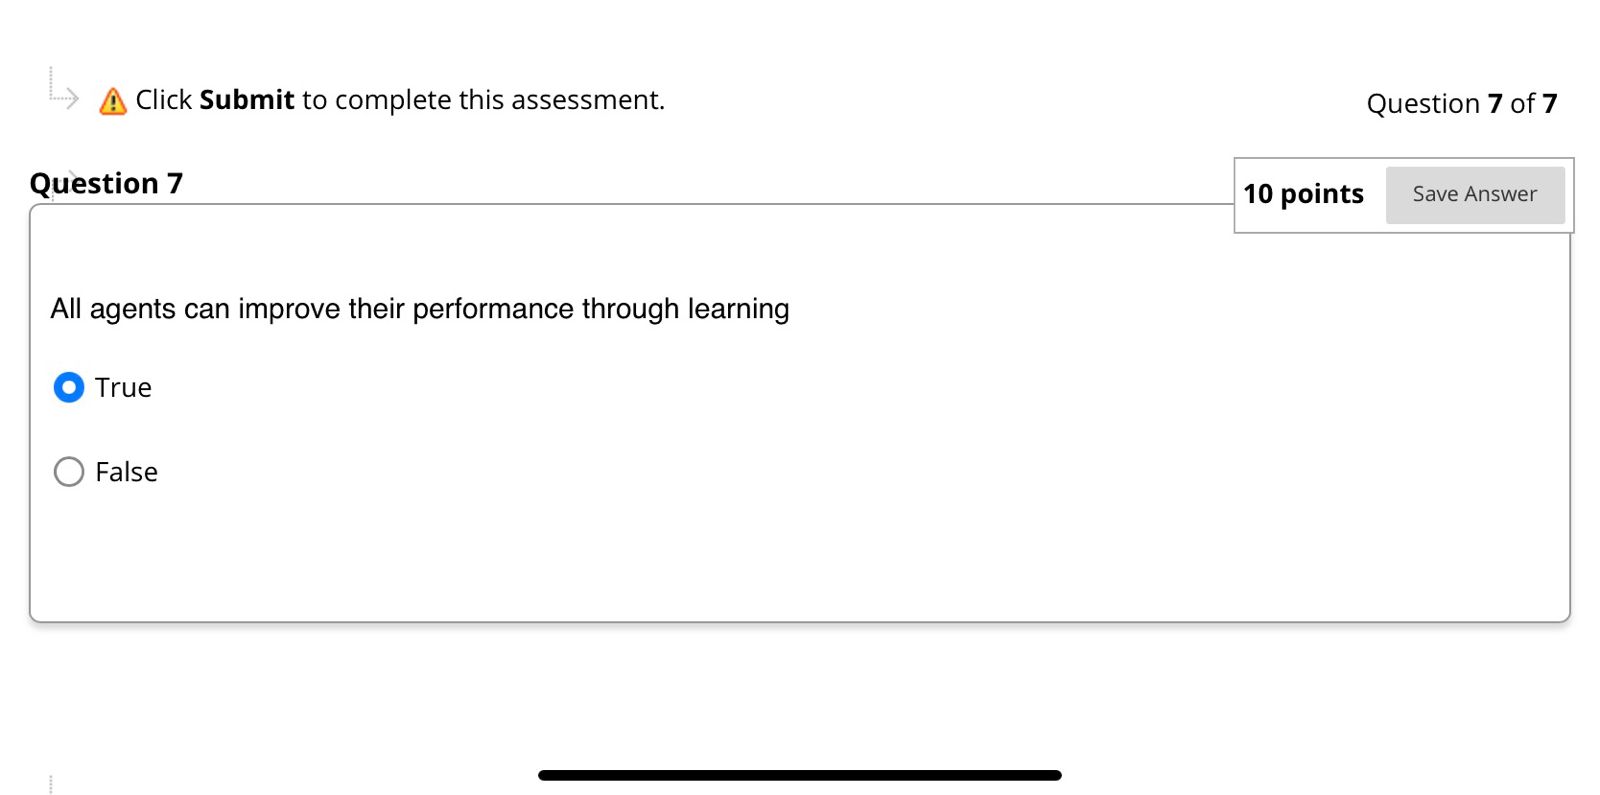 ⚠️ Click Submit to complete this assessment.
Question 7 of 7
Question 7
10 points
Save Answer
All agents can improve their performance through learning
True
False